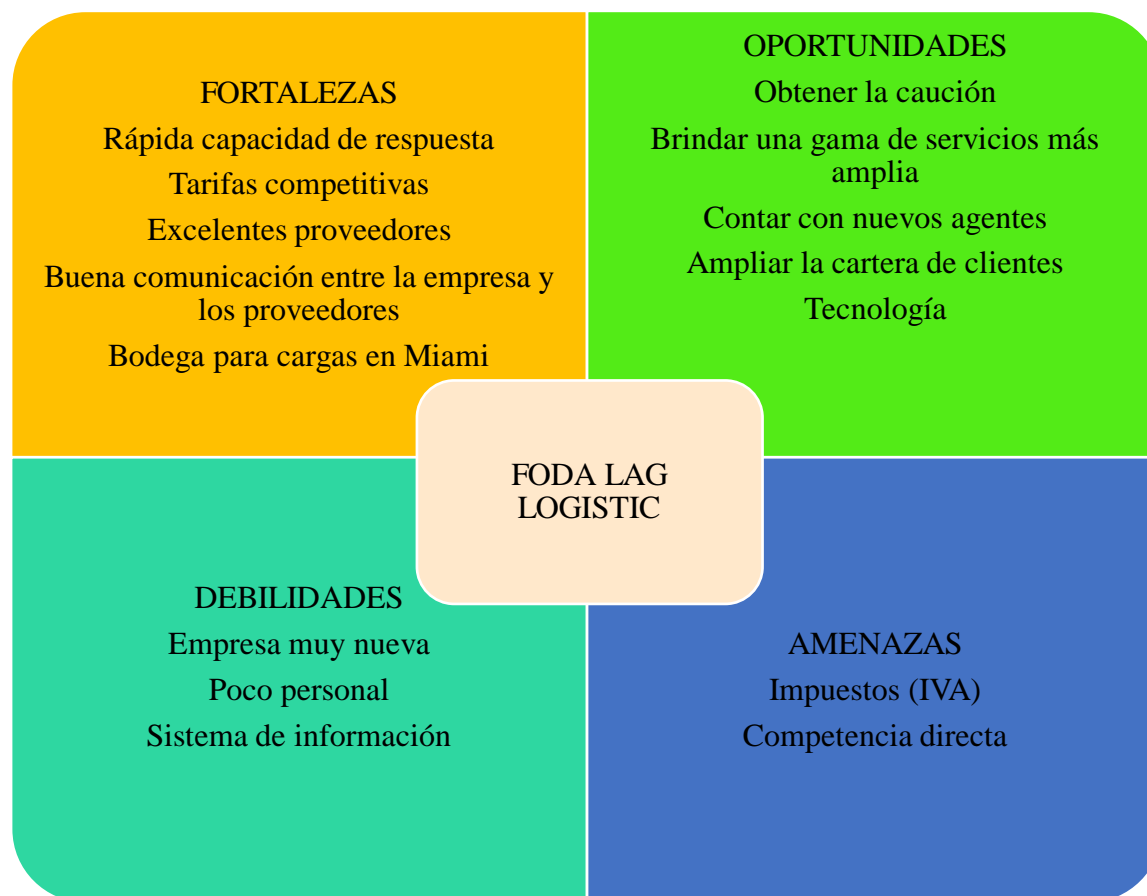 FORTALEZAS
Rápida capacidad de respuesta
Tarifas competitivas
Excelentes proveedores
Buena comunicación entre la empresa y
los proveedores
Bodega para cargas en Miami
OPORTUNIDADES
Obtener la caución
Brindar una gama de servicios más
amplia
Contar con nuevos agentes
Ampliar la cartera de clientes
Tecnología
FODA LAG
LOGISTIC
DEBILIDADES
Empresa muy nueva
Poco personal
Sistema de información
AMENAZAS
Impuestos (IVA)
Competencia directa